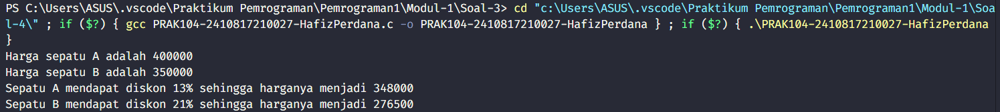 PS C:\Users\ASUS\.vscode\Praktikum Pemrograman\Pemrograman1\Modul-1\Soal-3> cd "c:\Users\ASUS\.vscode\Praktikum Pemrograman\Pemrograman1\Modul-1\Soa
l-4\" ; if ($?) { gcc PRAK104-2410817210027-HafizPerdana.c -o PRAK104-2410817210027-HafizPerdana } ; if ($?) { .\PRAK104-2410817210027-HafizPerdana
}
Harga sepatu A adalah 400000
Harga sepatu B adalah 350000
Sepatu A mendapat diskon 13% sehingga harganya menjadi 348000
Sepatu B mendapat diskon 21% sehingga harganya menjadi 276500